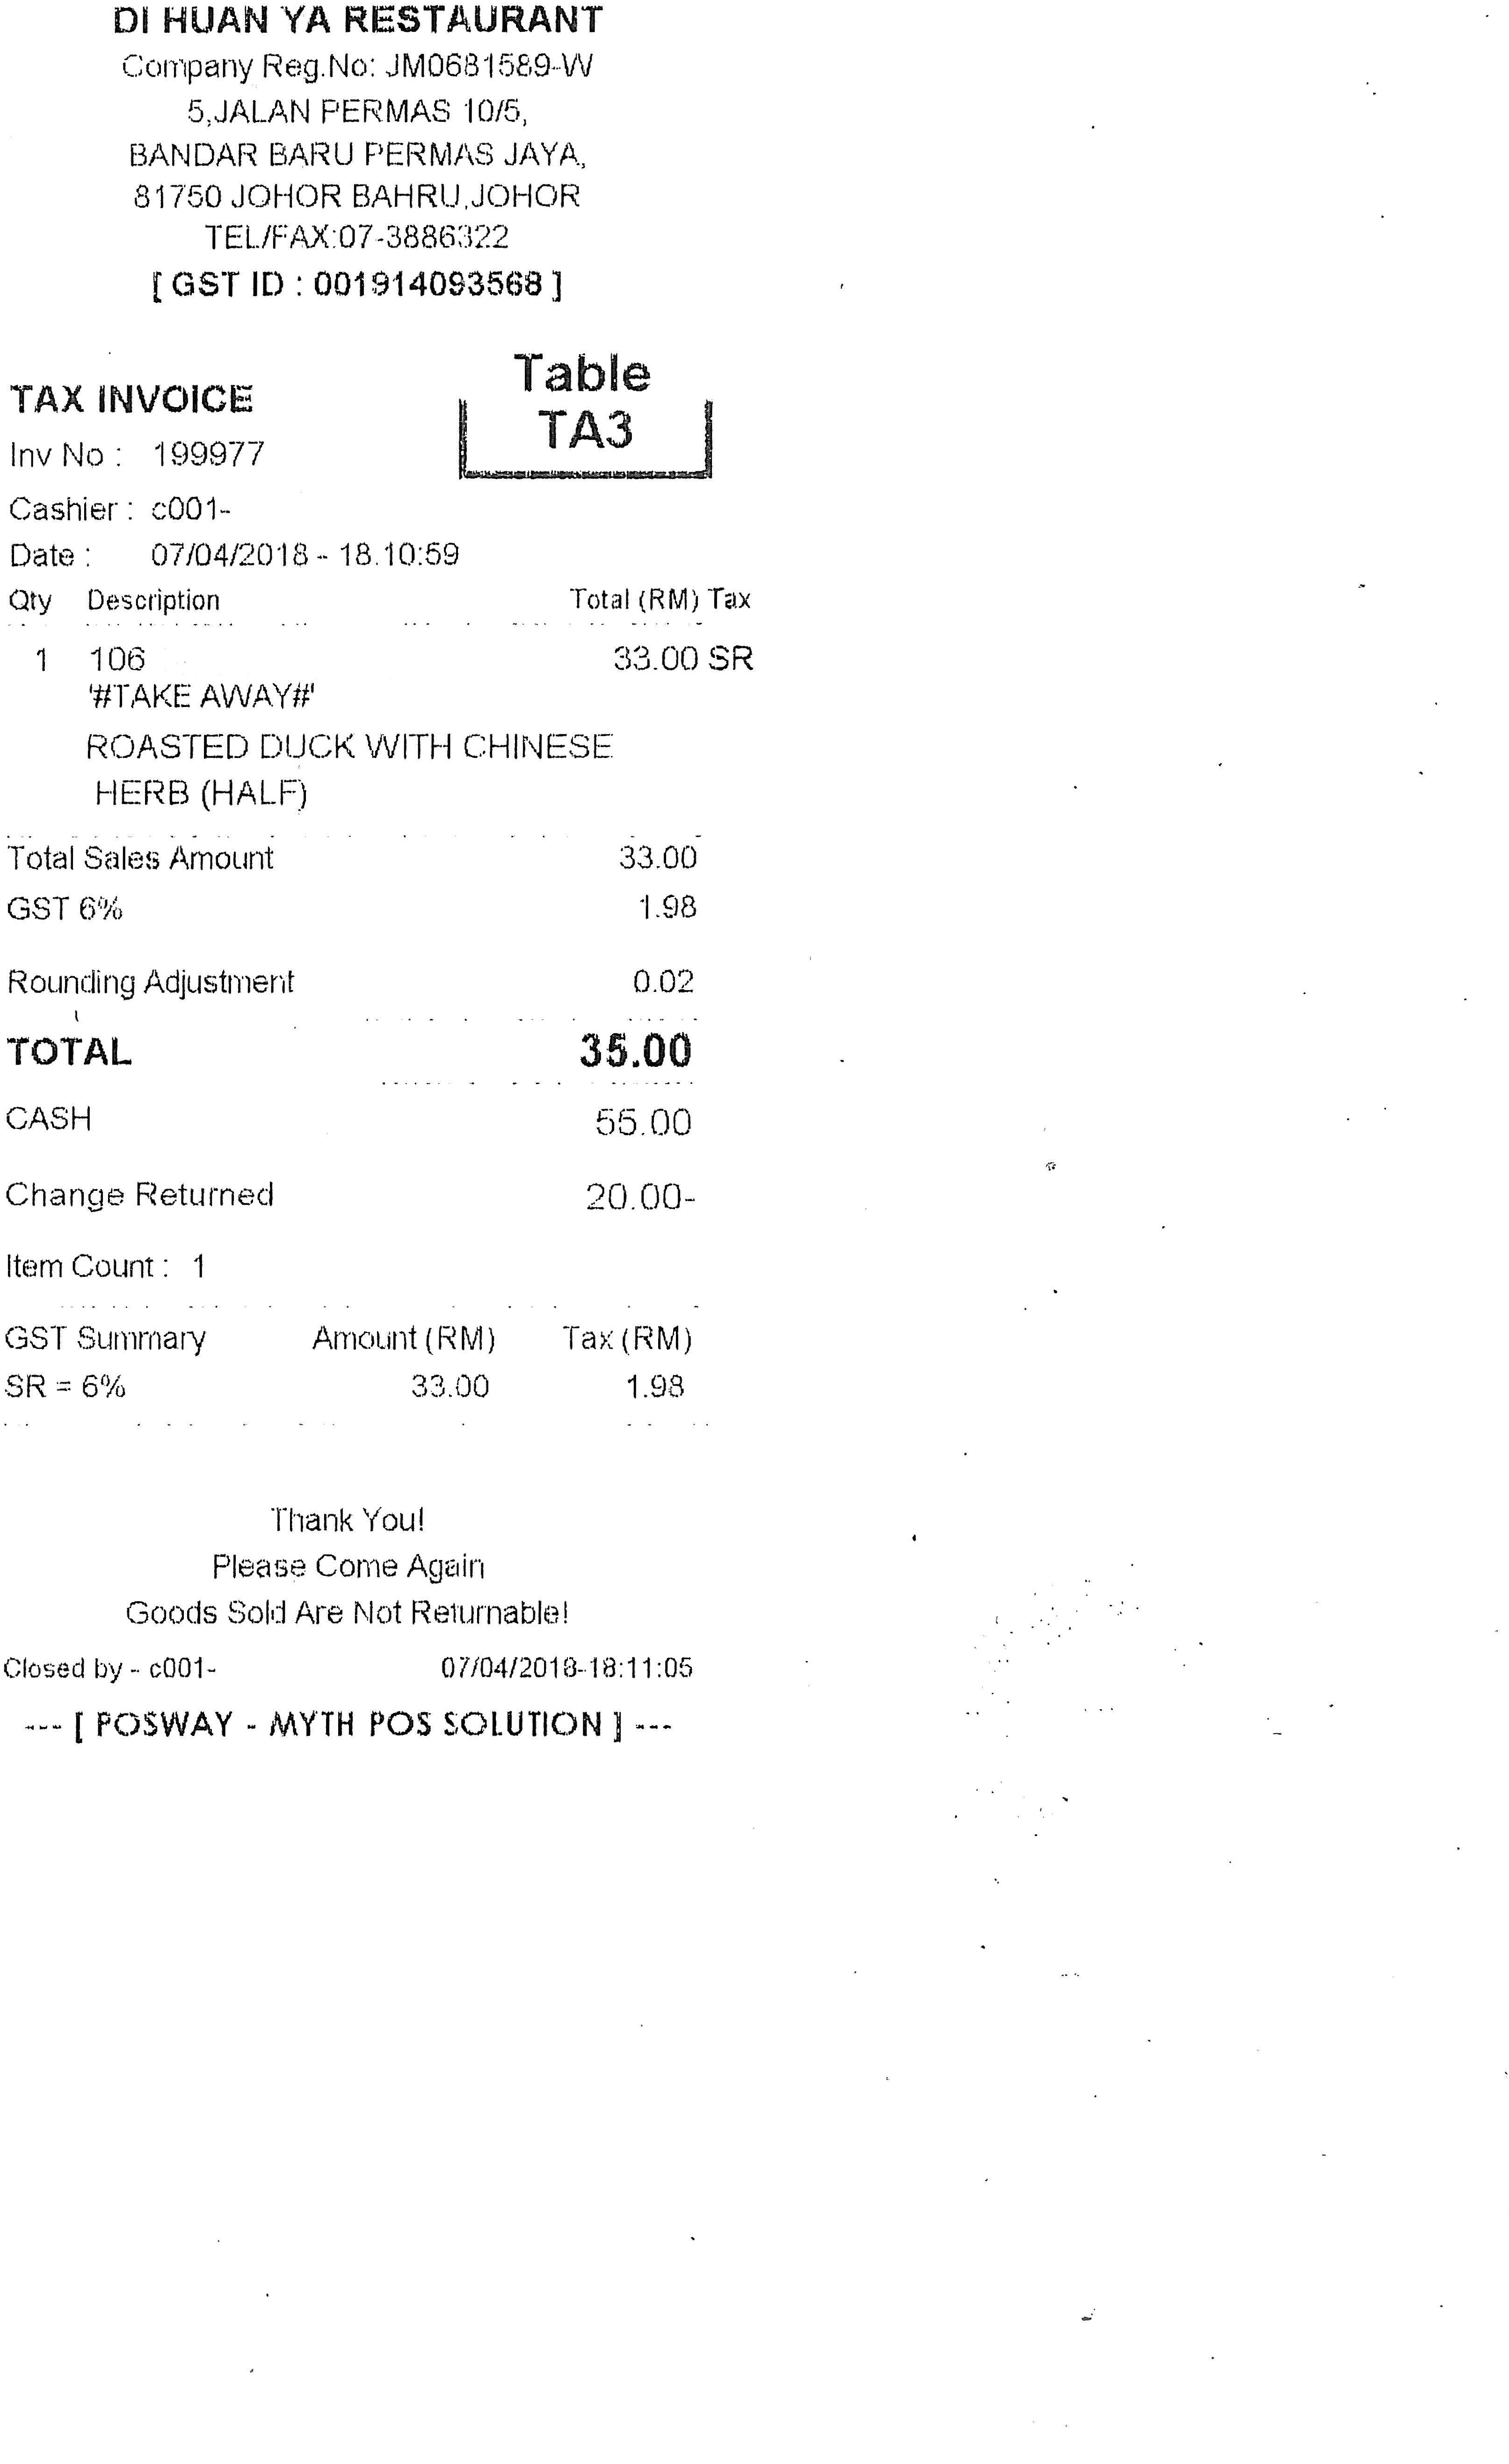 DI HUAN YA RESTAURANT
Company Reg.No: JM0681589-W
5,JALAN PERMAS 10/5,
BANDAR BARU PERMAS JAYA,
81750 JOHOR BAHRU,JOHOR
TEL/FAX:07-3886322
[ GST ID : 001914093568 ]
Table
TAX INVOICE
TA3
Inv No : 199977
Cashier : c001-
Date : 07/04/2018 - 18.10:59
Qty Description Total (RM) Tax
1 106 33.00 SR
'#TAKE AWAY#'
ROASTED DUCK WITH CHINESE
HERB (HALF)
Total Sales Amount 33.00
GST 6% 1.98
Rounding Adjustment 0.02
TOTAL 35.00
CASH 55.00
Change Returned 20.00-
Item Count : 1
GST Summary Amount (RM) Tax (RM)
SR = 6% 33.00 1.98
Thank You!
Please Come Again
Goods Sold Are Not Returnable!
Closed by - c001- 07/04/2018-18:11:05
--- [ POSWAY - MYTH POS SOLUTION ] ---